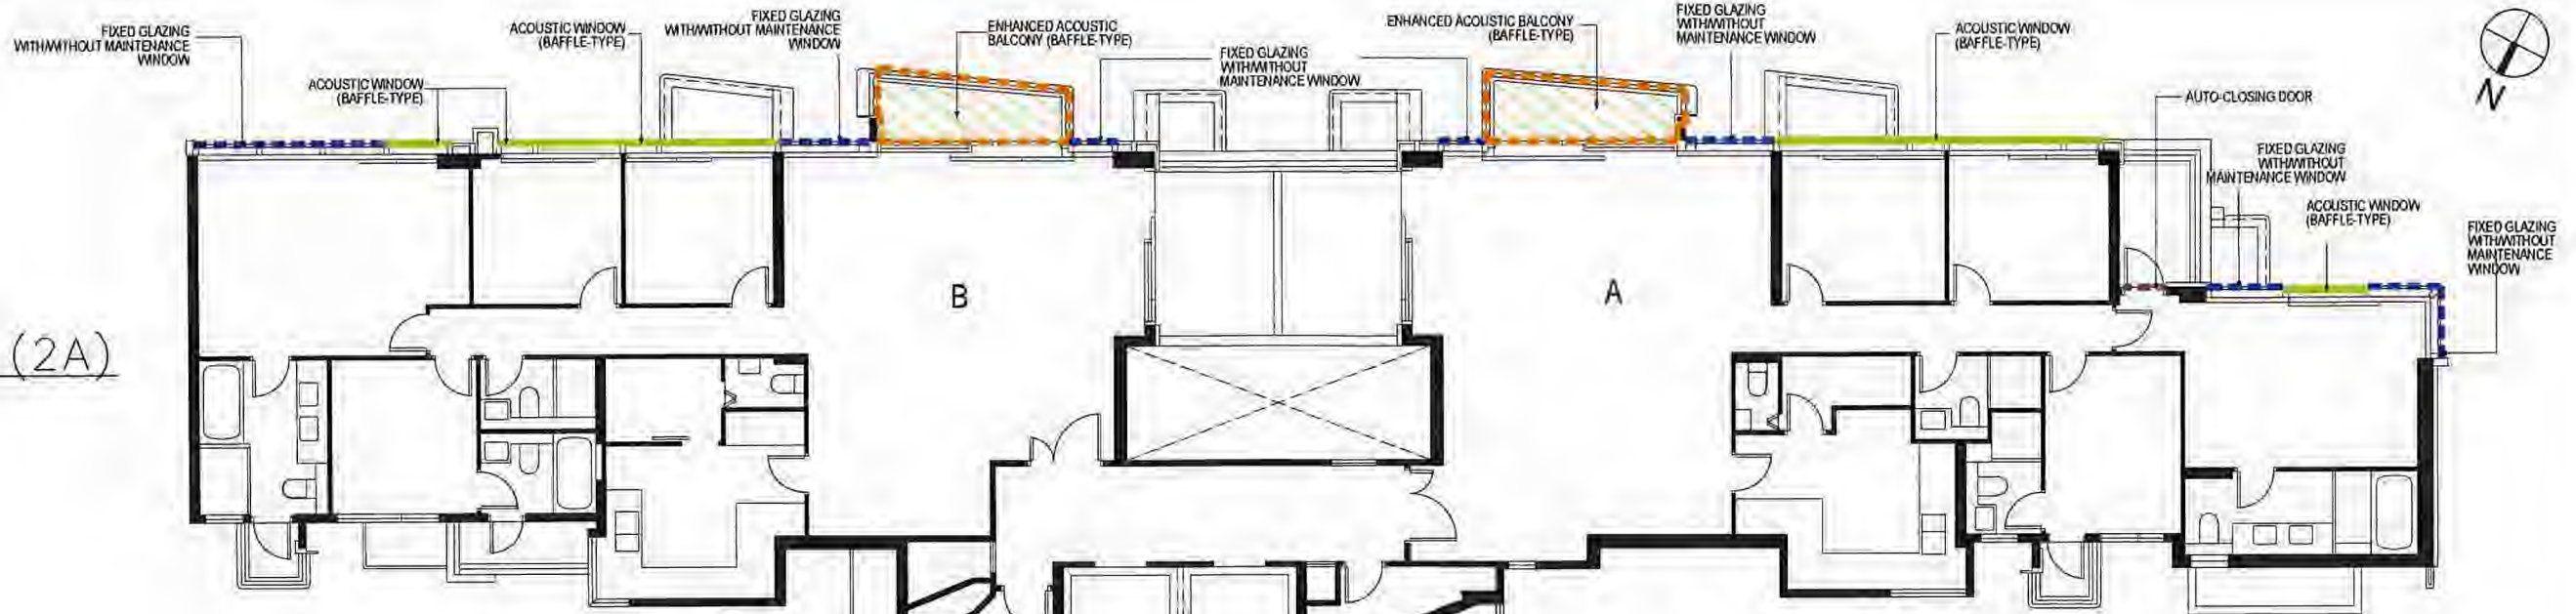 FIXED GLAZING
WITH/WITHOUT MAINTENANCE
WINDOW
ACOUSTIC WINDOW
(BAFFLE-TYPE)
ACOUSTIC WINDOW
(BAFFLE-TYPE)
FIXED GLAZING
WITH/WITHOUT MAINTENANCE
WINDOW
ENHANCED ACOUSTIC
BALCONY (BAFFLE-TYPE)
FIXED GLAZING
WITH/WITHOUT
MAINTENANCE WINDOW
ENHANCED ACOUSTIC BALCONY
(BAFFLE-TYPE)
FIXED GLAZING
WITH/WITHOUT
MAINTENANCE WINDOW
ACOUSTIC WINDOW
(BAFFLE-TYPE)
N
AUTO-CLOSING DOOR
FIXED GLAZING
WITH/WITHOUT
MAINTENANCE WINDOW
ACOUSTIC WINDOW
(BAFFLE-TYPE)
FIXED GLAZING
WITH/WITHOUT
MAINTENANCE
WINDOW
B
A
(2A)